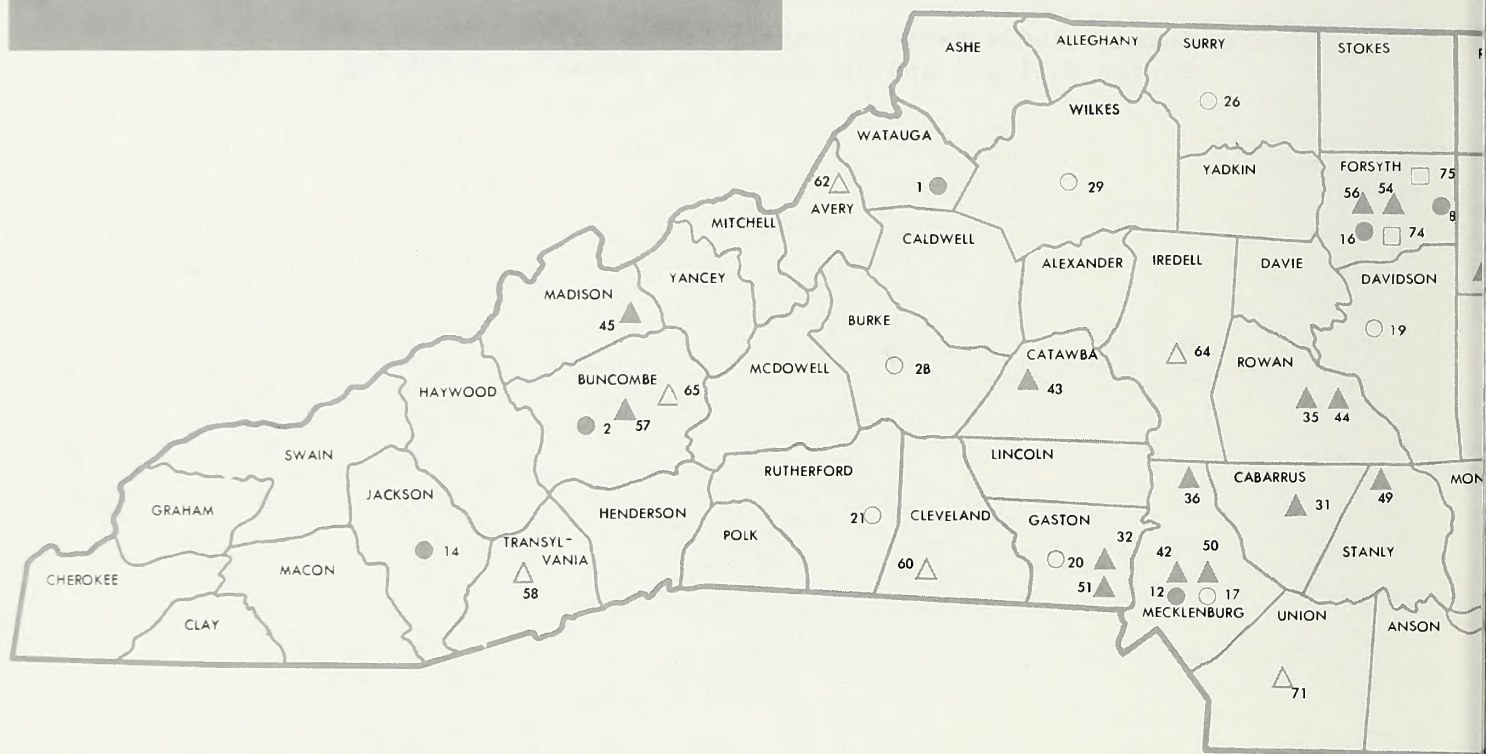 ASHE
ALLEGHANY
SURRY
STOKES
26
WILKES
WATAUGA
1
29
YADKIN
FORSYTH
75
56
54
8
16
74
62
AVERY
MITCHELL
CALDWELL
ALEXANDER
IREDELL
DAVIE
DAVIDSON
19
YANCEY
MADISON
45
BURKE
28
CATAWBA
43
64
ROWAN
35
44
MCDOWELL
BUNCOMBE
65
2
57
HAYWOOD
SWAIN
GRAHAM
JACKSON
14
RUTHERFORD
21
LINCOLN
CLEVELAND
60
GASTON
20
32
51
36
CABARRUS
31
49
MON
STANLY
42
50
12
17
MECKLENBURG
HENDERSON
POLK
TRANSYL-
VANIA
58
MACON
CHEROKEE
CLAY
UNION
71
ANSON